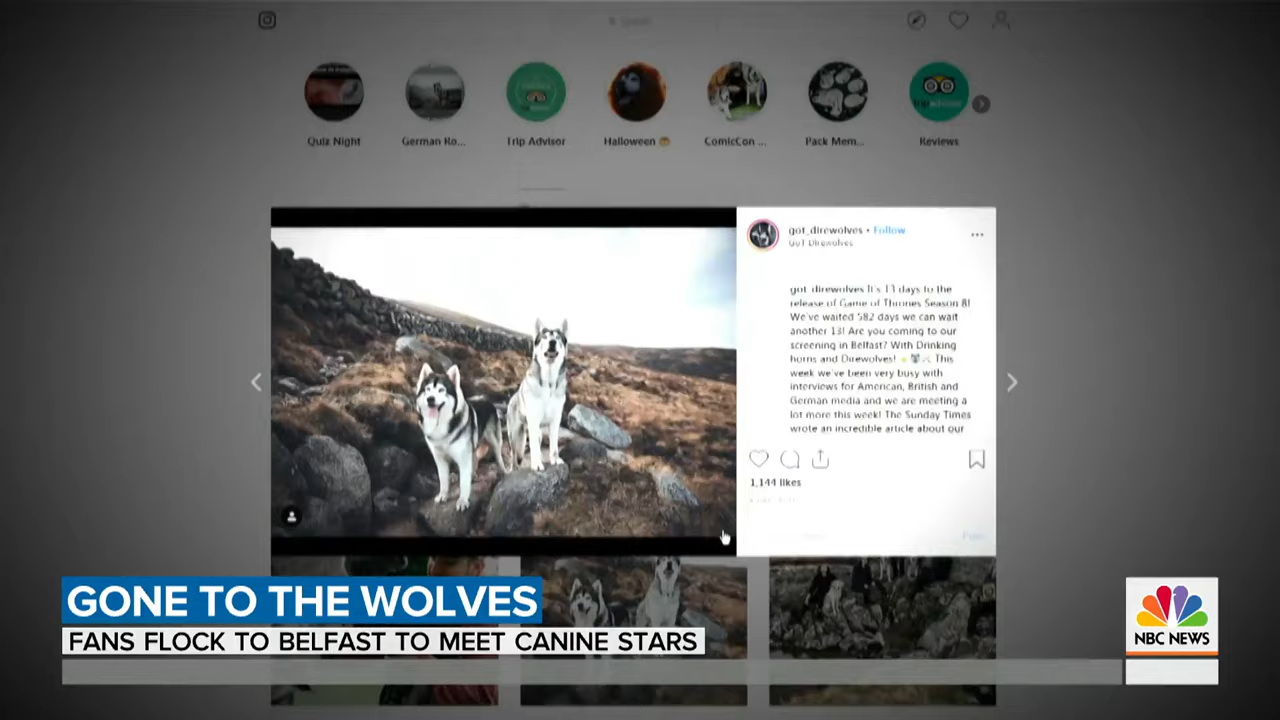 Quiz Night
German Ro...
Trip Advisor
Halloween
ComicCon ...
Pack Mem...
Reviews
got_direwolves • Follow
GoT Direwolves
got_direwolves It's 13 days to the
release of Game of Thrones Season 8!
We've waited 582 days we can wait
another 13! Are you coming to our
screening in Belfast? With Drinking
horns and Direwolves! This
week we've been very busy with
interviews for American, British and
German media and we are meeting a
lot more this week! The Sunday Times
wrote an incredible article about our
1,144 likes
GONE TO THE WOLVES
FANS FLOCK TO BELFAST TO MEET CANINE STARS
NBC NEWS